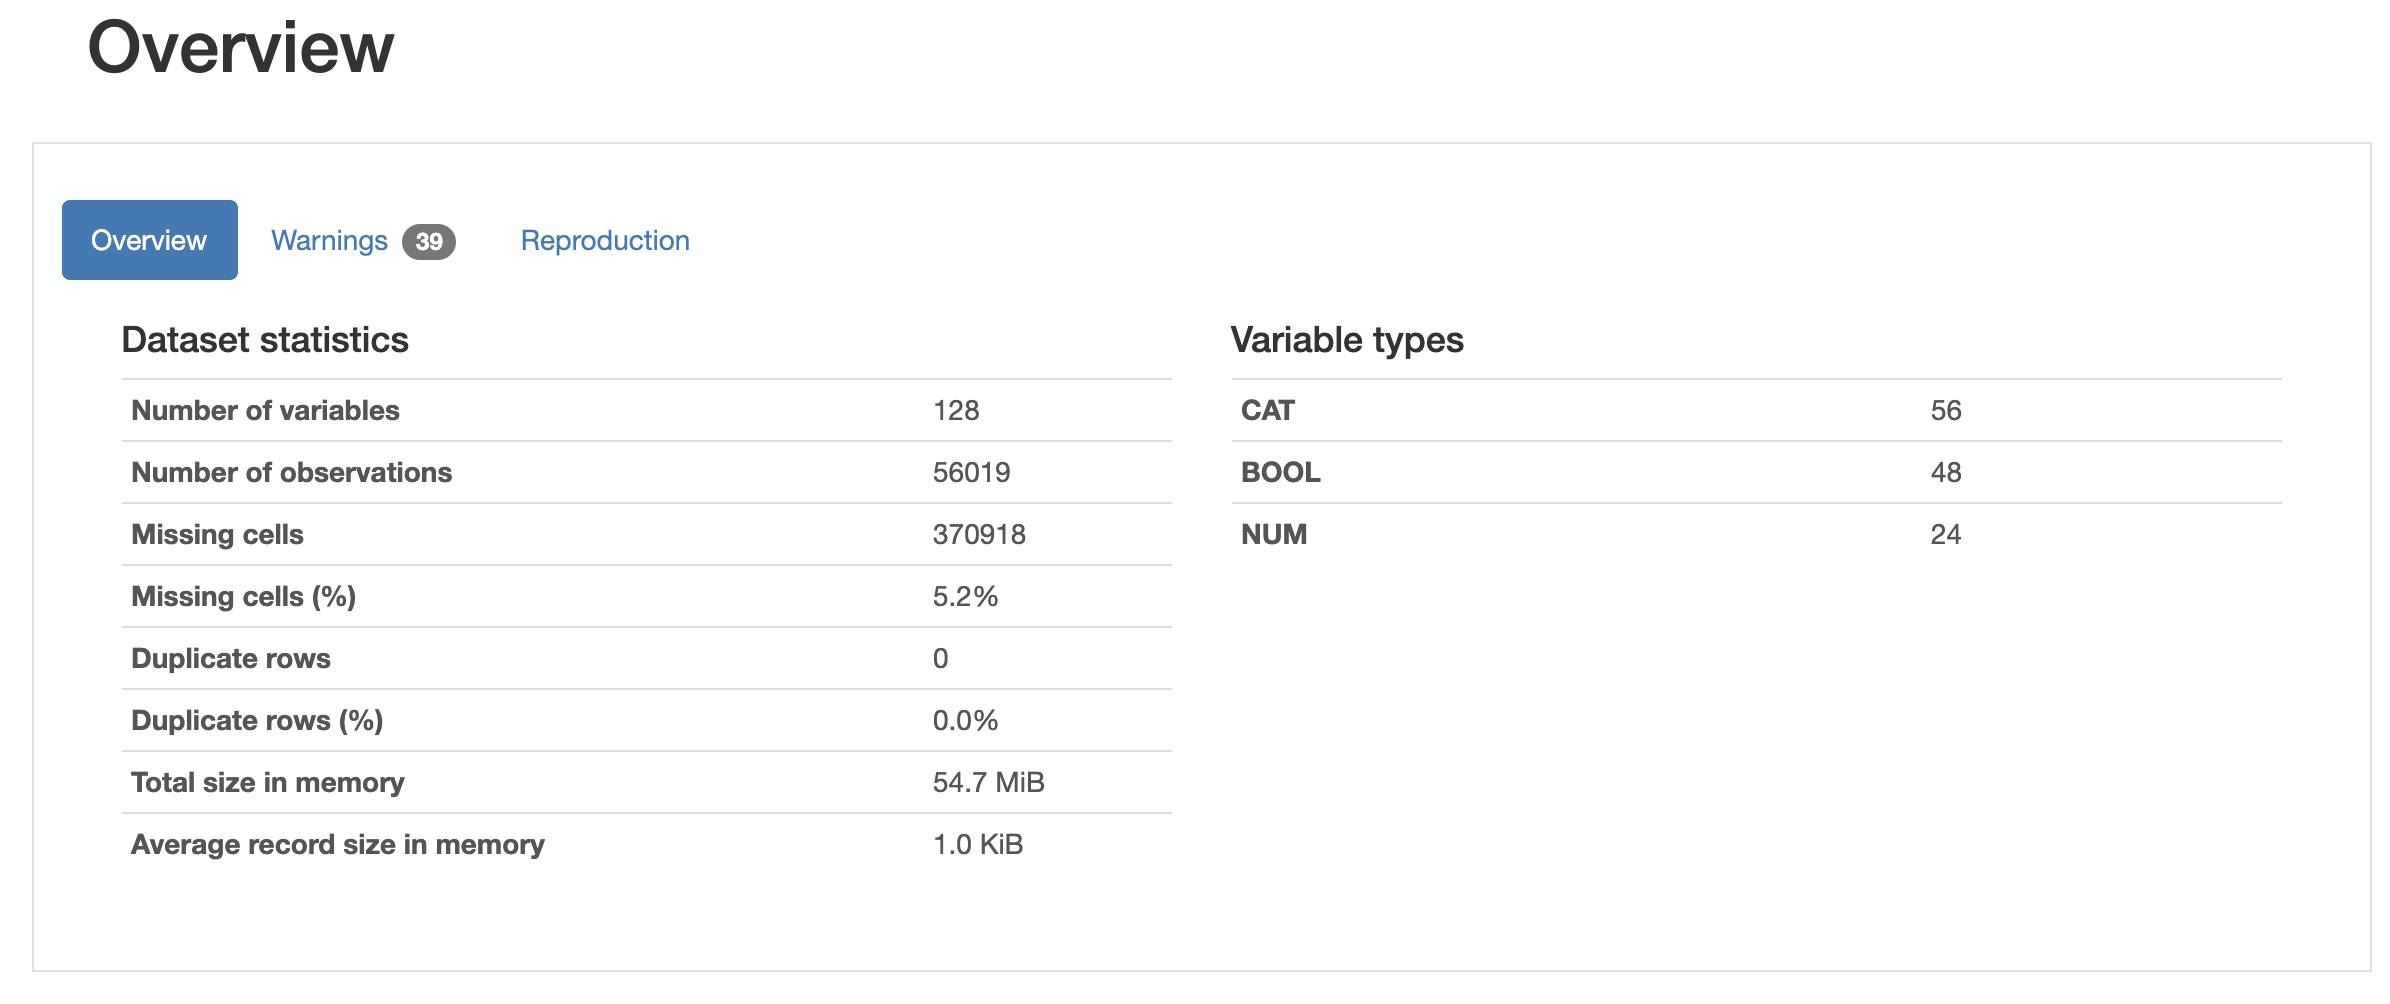 Overview
Overview Warnings 39 Reproduction
Dataset statistics
Number of variables 128
Number of observations 56019
Missing cells 370918
Missing cells (%) 5.2%
Duplicate rows 0
Duplicate rows (%) 0.0%
Total size in memory 54.7 MiB
Average record size in memory 1.0 KiB
Variable types
CAT 56
BOOL 48
NUM 24